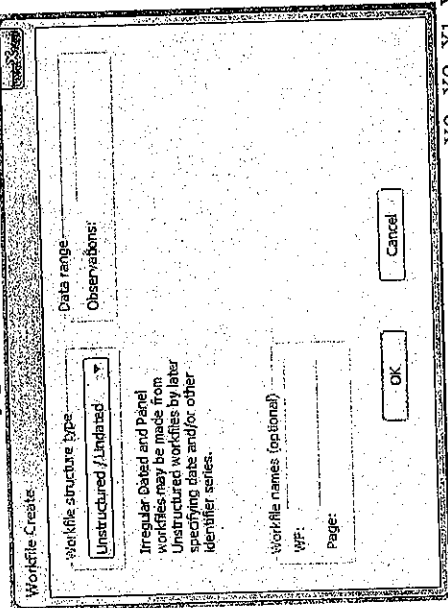 Workfile Create
Workfile structure type
Unstructured / Undated
Irregular Dated and Panel
workfiles may be made from
Unstructured workfiles by later
specifying date and/or other
identifier series.
Data range
Observations:
Workfile names (optional)
WF:
Page:
OK
Cancel